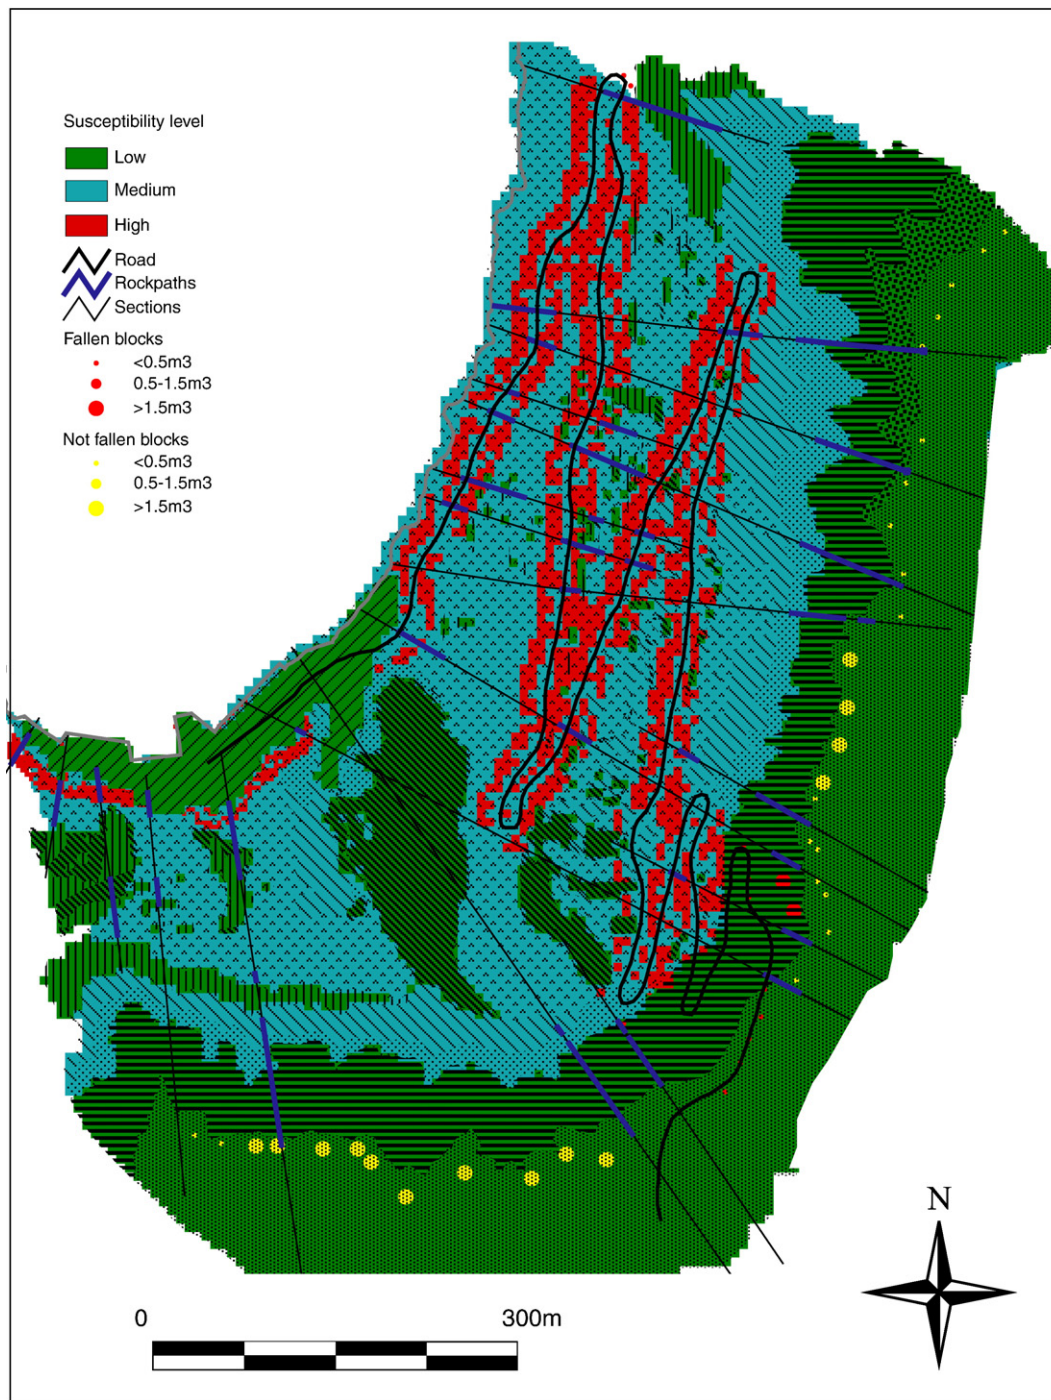 Susceptibility level
Low
Medium
High
Road
Rockpaths
Sections
Fallen blocks
<0.5m3
0.5-1.5m3
>1.5m3
Not fallen blocks
<0.5m3
0.5-1.5m3
>1.5m3
N
0 300m